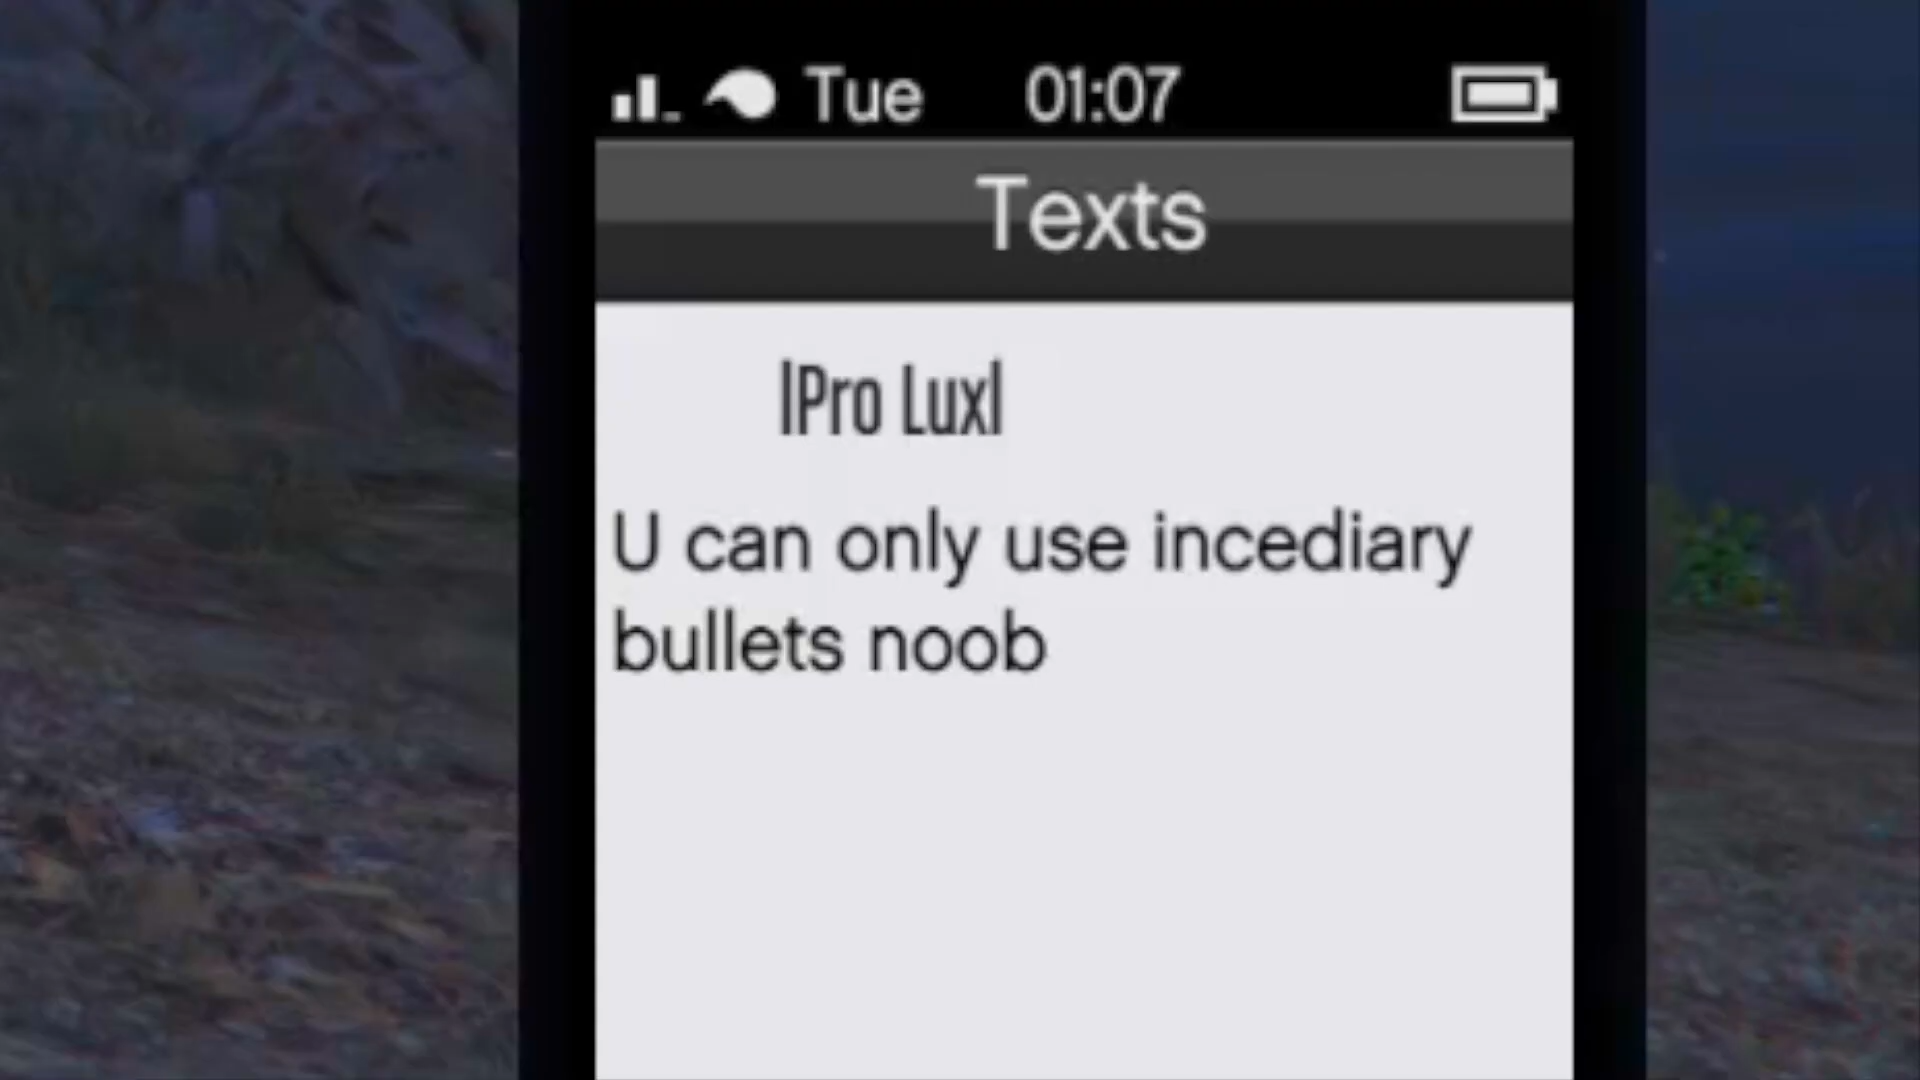 Tue 01:07
Texts
|Pro Lux|
U can only use incediary
bullets noob